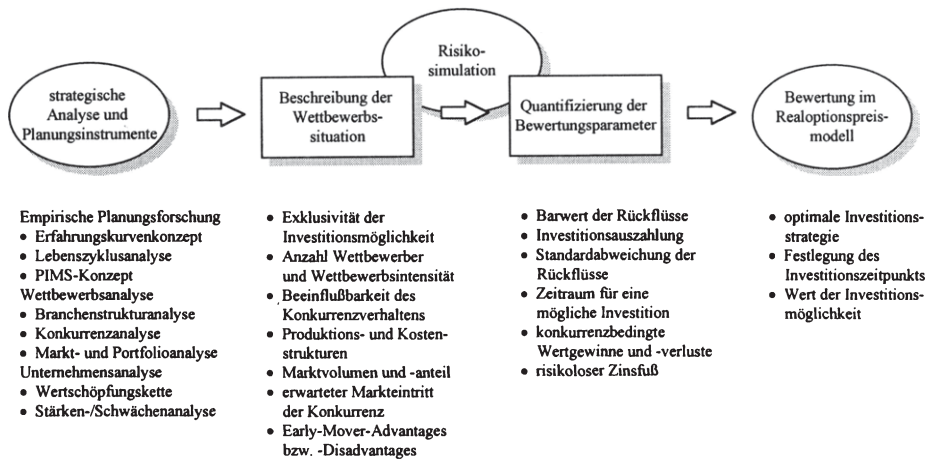 strategische
Analyse und
Planungsinstrumente
Beschreibung der
Wettbewerbs-
situation
Risiko-
simulation
Quantifizierung der
Bewertungsparameter
Bewertung im
Realoptionspreis-
modell
Empirische Planungsforschung
• Erfahrungskurvenkonzept
• Lebenszyklusanalyse
• PIMS-Konzept
Wettbewerbsanalyse
• Branchenstrukturanalyse
• Konkurrenzanalyse
• Markt- und Portfolioanalyse
Unternehmensanalyse
• Wertschöpfungskette
• Stärken-/Schwächenanalyse
• Exklusivität der
Investitionsmöglichkeit
• Anzahl Wettbewerber
und Wettbewerbsintensität
• Beeinflußbarkeit des
Konkurrenzverhaltens
• Produktions- und Kosten-
strukturen
• Marktvolumen und -anteil
• erwarteter Markteintritt
der Konkurrenz
• Early-Mover-Advantages
bzw. -Disadvantages
• Barwert der Rückflüsse
• Investitionsauszahlung
• Standardabweichung der
Rückflüsse
• Zeitraum für eine
mögliche Investition
• konkurrenzbedingte
Wertgewinne und -verluste
• risikoloser Zinsfuß
• optimale Investitions-
strategie
• Festlegung des
Investitionszeitpunkts
• Wert der Investitions-
möglichkeit